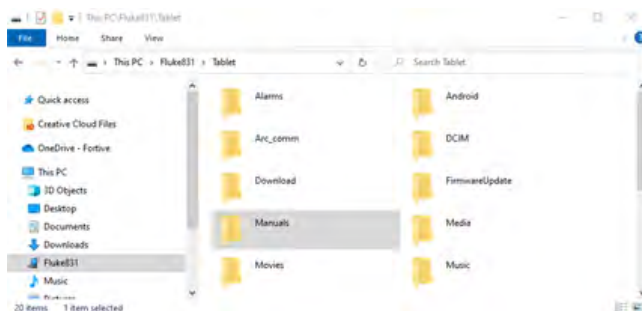 This PC\Fluke831\Tablet
File Home Share View
This PC › Fluke831 › Tablet
Search Tablet
Quick access
Creative Cloud Files
OneDrive - Fortive
This PC
3D Objects
Desktop
Documents
Downloads
Fluke831
Music
Pictures
Alarms
Android
Arc_comm
DCIM
Download
FirmwareUpdate
Manuals
Media
Movies
Music
20 items 1 item selected